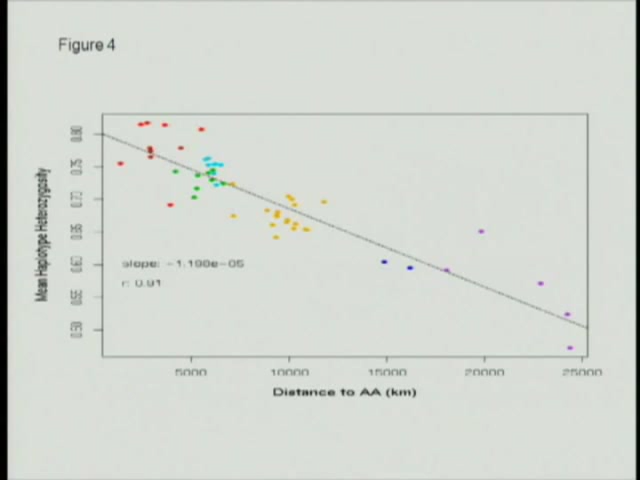 Figure 4
Mean Haplotype Heterozygosity
0.80
0.75
0.70
0.65
0.60
0.55
0.50
slope: -1.198e-05
r: 0.91
5000 10000 15000 20000 25000
Distance to AA (km)